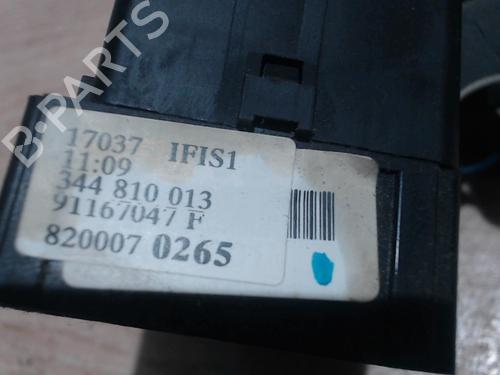 B-PARTS
17037 IFIS1
11:09
344 810 013
91167047 F
820007 0265